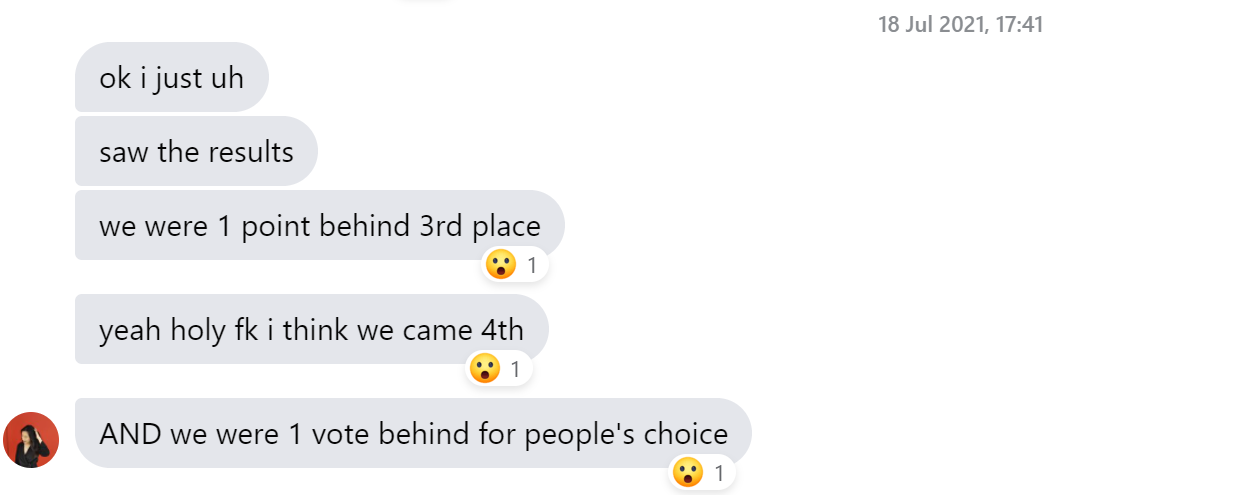 18 Jul 2021, 17:41
ok i just uh
saw the results
we were 1 point behind 3rd place
😮 1
yeah holy fk i think we came 4th
😮 1
AND we were 1 vote behind for people's choice
😮 1